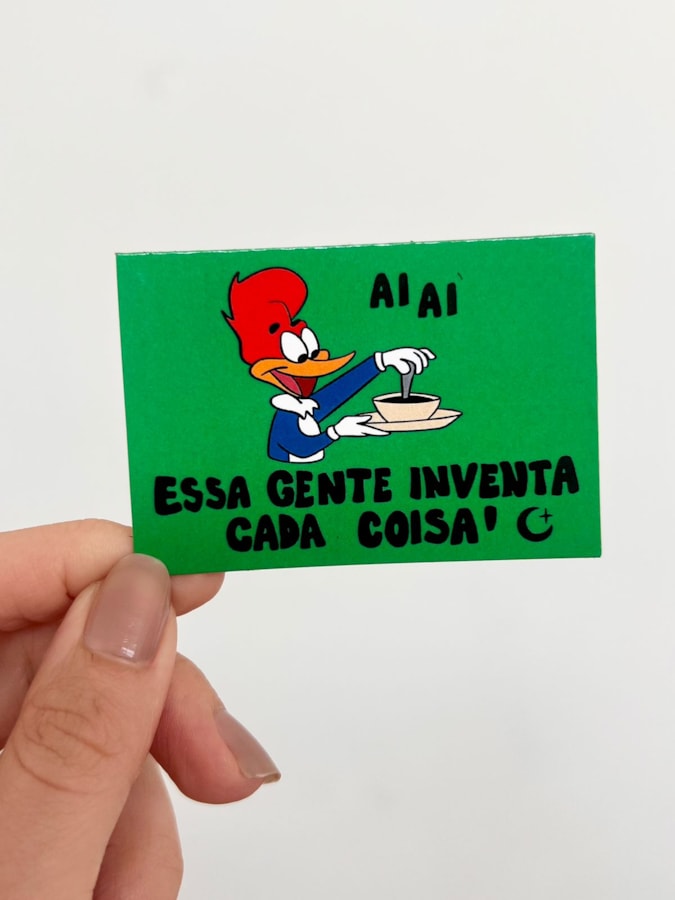 AI AI
ESSA GENTE INVENTA
CADA COISA'